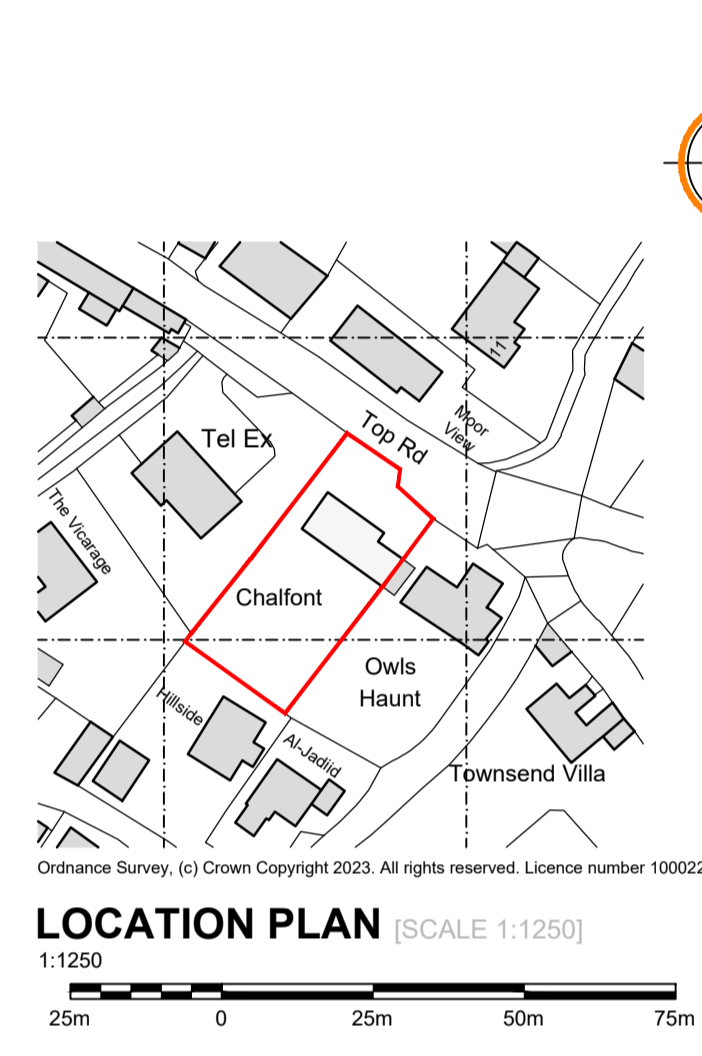 11
Moor
View
Top Rd
Tel Ex
The Vicarage
Chalfont
Owls
Haunt
Hillside
Al-Jadiid
Townsend Villa
Ordnance Survey, (c) Crown Copyright 2023. All rights reserved. Licence number 100022
LOCATION PLAN [SCALE 1:1250]
1:1250
25m 0 25m 50m 75m